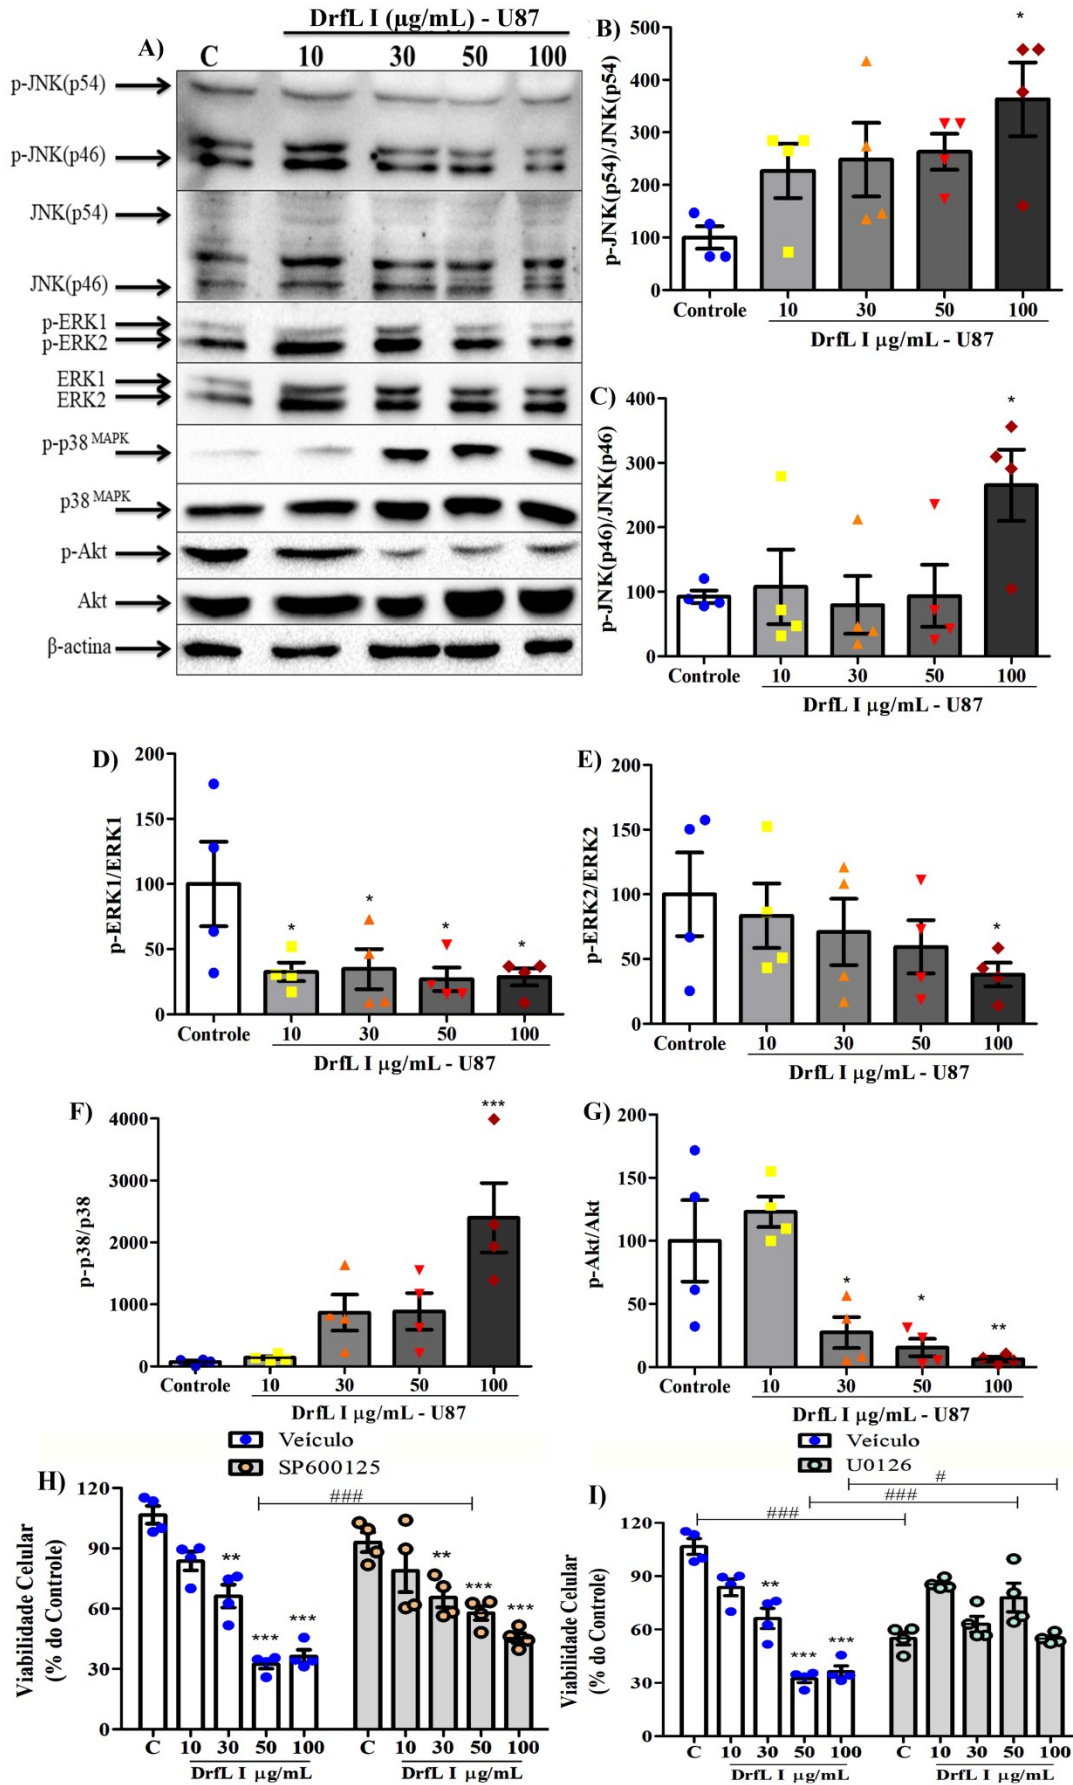 DrfL I (µg/mL) - U87
A)
C 10 30 50 100
p-JNK(p54)
p-JNK(p46)
JNK(p54)
JNK(p46)
p-ERK1
p-ERK2
ERK1
ERK2
p-p38 MAPK
p38 MAPK
p-Akt
Akt
β-actina
B)
p-JNK(p54)/JNK(p54)
500
400
300
200
100
0
*
Controle 10 30 50 100
DrfL I µg/mL - U87
C)
p-JNK(p46)/JNK(p46)
400
300
200
100
0
*
Controle 10 30 50 100
DrfL I µg/mL - U87
D)
p-ERK1/ERK1
200
150
100
50
0
* * * *
Controle 10 30 50 100
DrfL I µg/mL - U87
E)
p-ERK2/ERK2
200
150
100
50
0
*
Controle 10 30 50 100
DrfL I µg/mL - U87
F)
p-p38/p38
4000
3000
2000
1000
0
***
Controle 10 30 50 100
DrfL I µg/mL - U87
G)
p-Akt/Akt
200
150
100
50
0
* * **
Controle 10 30 50 100
DrfL I µg/mL - U87
H)
Veículo
SP600125
Viabilidade Celular
(% do Controle)
120
90
60
30
0
###
** *** *** ** *** ***
C 10 30 50 100 C 10 30 50 100
DrfL I µg/mL DrfL I µg/mL
I)
Veículo
U0126
Viabilidade Celular
(% do Controle)
120
90
60
30
0
#
###
###
** *** ***
C 10 30 50 100 C 10 30 50 100
DrfL I µg/mL DrfL I µg/mL